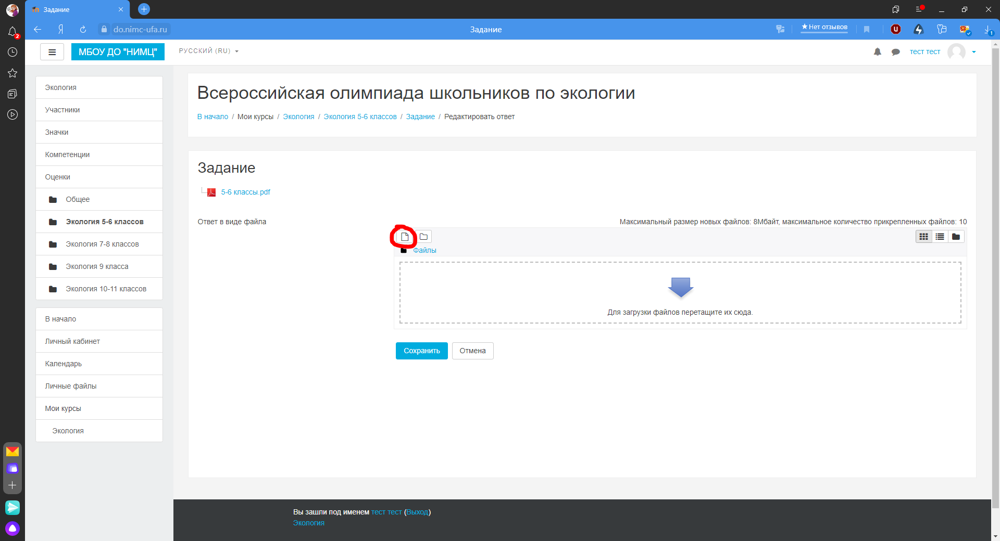 Задание
2
do.nimc-ufa.ru
Задание
★ Нет отзывов
1
МБОУ ДО "НИМЦ"
РУССКИЙ (RU)
тест тест
Экология
Участники
Значки
Компетенции
Оценки
Общее
Экология 5-6 классов
Экология 7-8 классов
Экология 9 класса
Экология 10-11 классов
В начало
Личный кабинет
Календарь
Личные файлы
Мои курсы
Экология
Всероссийская олимпиада школьников по экологии
В начало / Мои курсы / Экология / Экология 5-6 классов / Задание / Редактировать ответ
Задание
5-6 классы.pdf
Ответ в виде файла
Максимальный размер новых файлов: 8Мбайт, максимальное количество прикрепленных файлов: 10
Файлы
Для загрузки файлов перетащите их сюда.
Сохранить
Отмена
Вы зашли под именем тест тест (Выход)
Экология